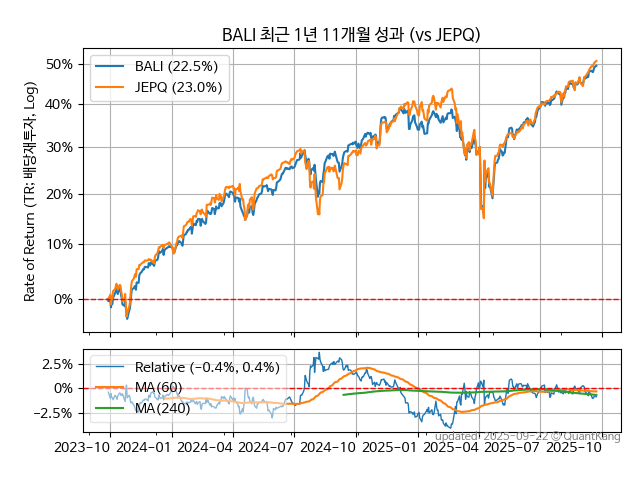 BALI 최근 1년 11개월 성과 (vs JEPQ)
Rate of Return (TR: 배당재투자, Log)
50%
40%
30%
20%
10%
0%
BALI (22.5%)
JEPQ (23.0%)
2.5%
0%
−2.5%
Relative (−0.4%, 0.4%)
MA(60)
MA(240)
2023-10 2024-01 2024-04 2024-07 2024-10 2025-01 2025-04 2025-07 2025-10
updated: 2025-09-22 © QuantKang